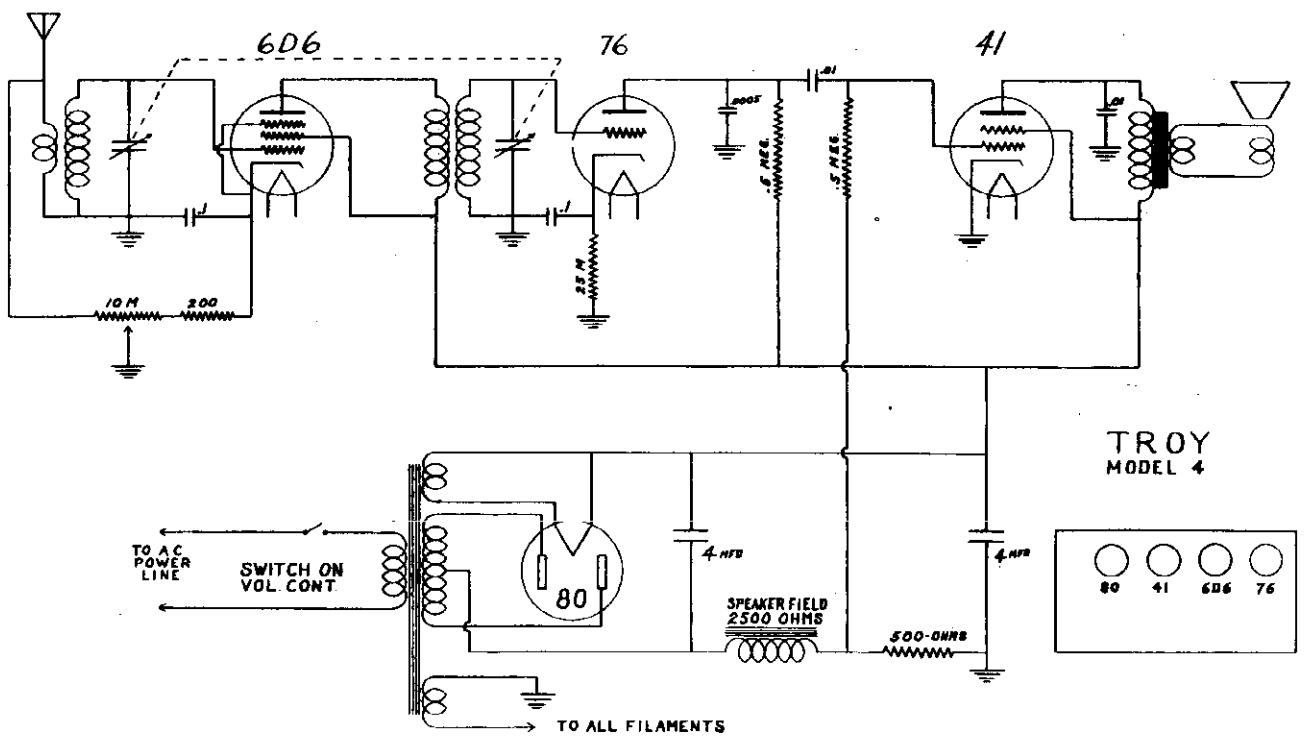 6D6
76
41
.01
.0005
.01
.1
.1
.5 MEG.
.5 MEG.
25 M
10 M
200
TROY
MODEL 4
TO A C
POWER
LINE
SWITCH ON
VOL. CONT.
80
4 MFD
4 MFD
SPEAKER FIELD
2500 OHMS
500-OHMS
80
41
6D6
76
TO ALL FILAMENTS